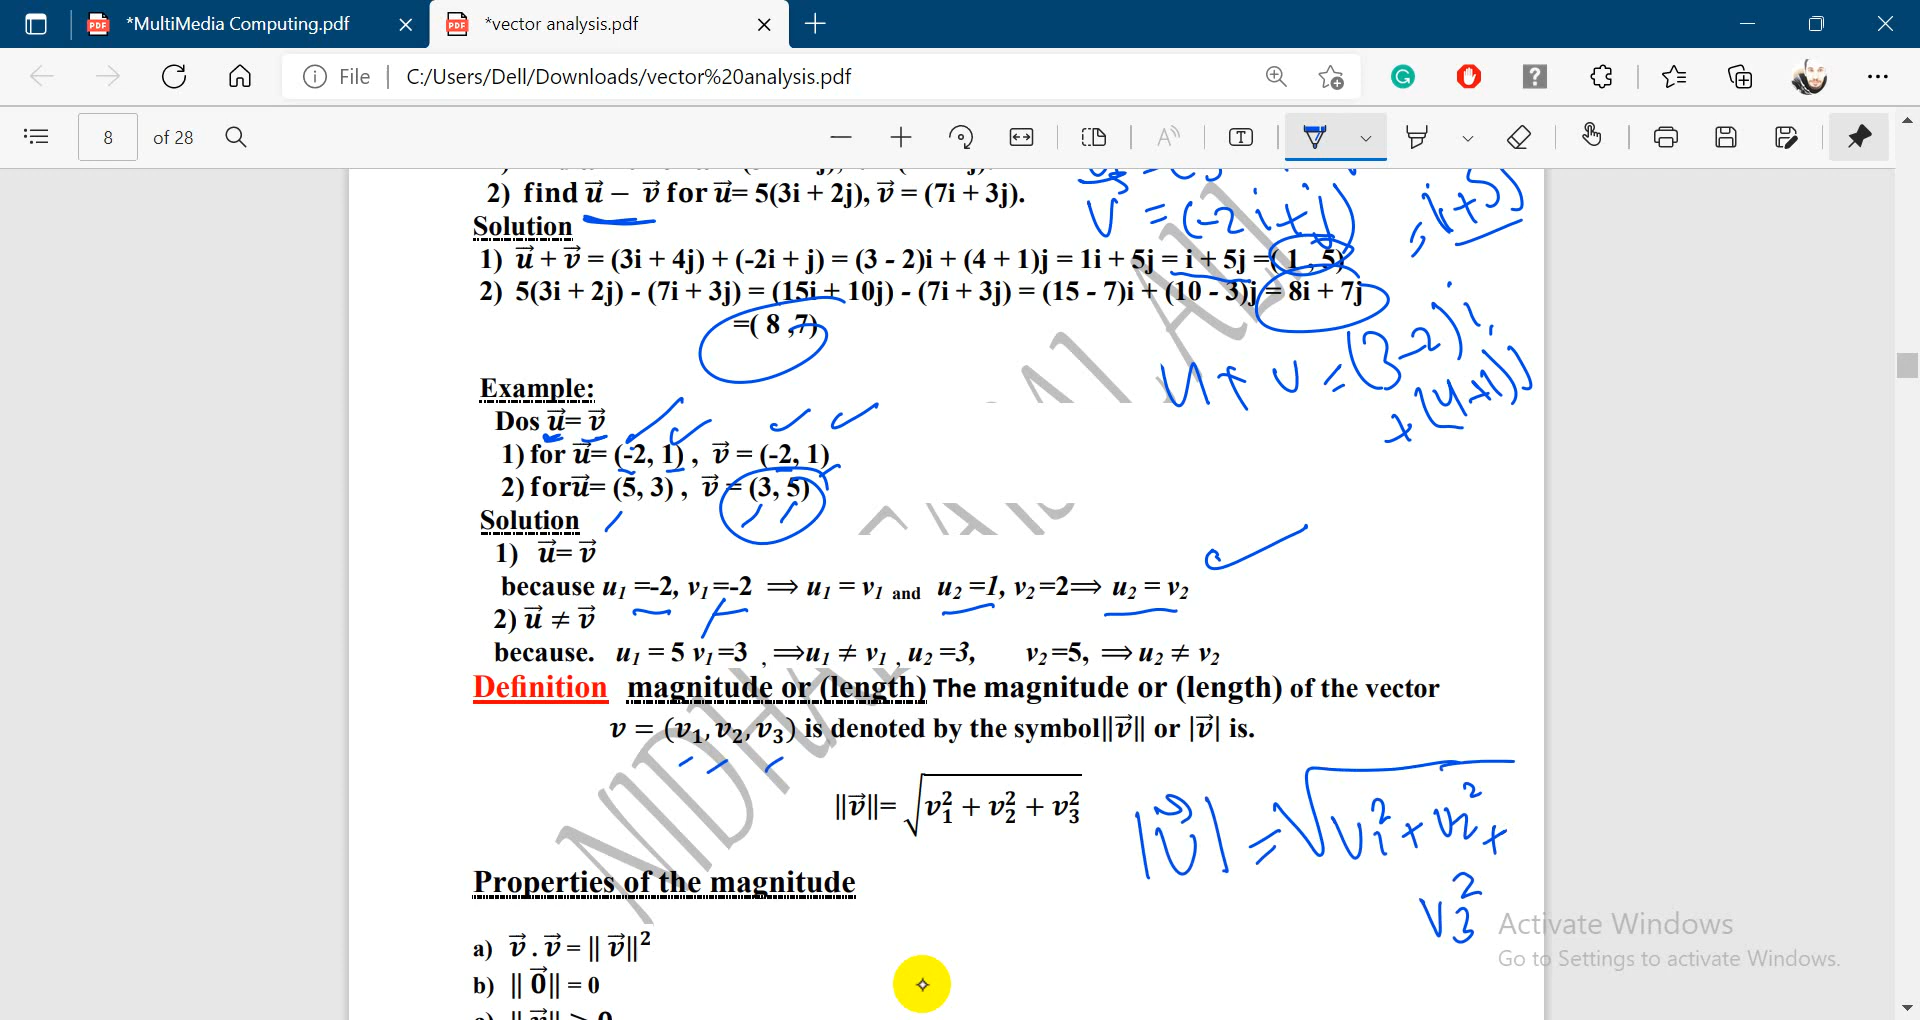 *MultiMedia Computing.pdf
*vector analysis.pdf
File | C:/Users/Dell/Downloads/vector%20analysis.pdf
8 of 28
2) find u⃗ − v⃗ for u⃗= 5(3i + 2j), v⃗ = (7i + 3j).
V = (-2i+j)
, i+5j
Solution
1) u⃗ + v⃗ = (3i + 4j) + (-2i + j) = (3 - 2)i + (4 + 1)j = 1i + 5j = i + 5j =( 1 , 5)
2) 5(3i + 2j) - (7i + 3j) = (15i + 10j) - (7i + 3j) = (15 - 7)i + (10 - 3)j = 8i + 7j
=( 8 ,7)
u + v = (3-2)i,
+(4+1)j
Example:
Dos u⃗= v⃗
1) for u⃗= (-2, 1) , v⃗ = (-2, 1)
2) foru⃗= (5, 3) , v⃗ = (3, 5)
Solution
1) u⃗= v⃗
because u₁ =-2, v₁=-2 ⟹ u₁ = v₁ and u₂ =1, v₂=2⟹ u₂ = v₂
2) u⃗ ≠ v⃗
because. u₁ = 5 v₁=3 , ⟹u₁ ≠ v₁ , u₂ =3, v₂=5, ⟹ u₂ ≠ v₂
Definition magnitude or (length) The magnitude or (length) of the vector
v = (v₁, v₂, v₃) is denoted by the symbol‖v⃗‖ or |v⃗| is.
‖v⃗‖= √(v₁² + v₂² + v₃²)
|v⃗| = √(v₁² + v₂² +
v₃²
Properties of the magnitude
a) v⃗ . v⃗ = ‖ v⃗‖²
b) ‖ 0⃗‖ = 0
Activate Windows
Go to Settings to activate Windows.